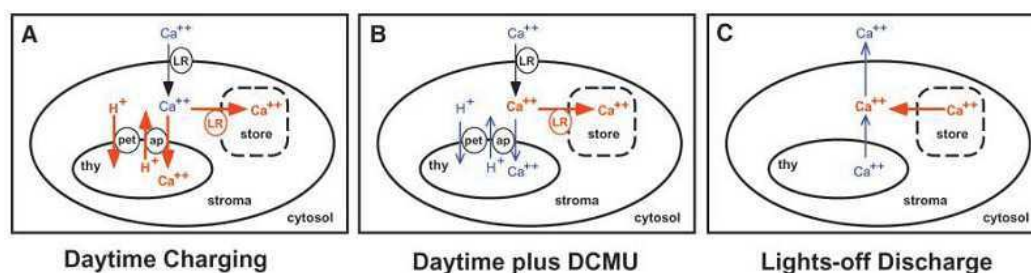 A
Ca++
LR
H+
Ca++
Ca++
LR
store
pet
ap
thy
H+
Ca++
stroma
cytosol
Daytime Charging
B
Ca++
LR
H+
Ca++
Ca++
LR
store
pet
ap
thy
H+
Ca++
stroma
cytosol
Daytime plus DCMU
C
Ca++
Ca++
Ca++
store
thy
Ca++
stroma
cytosol
Lights-off Discharge